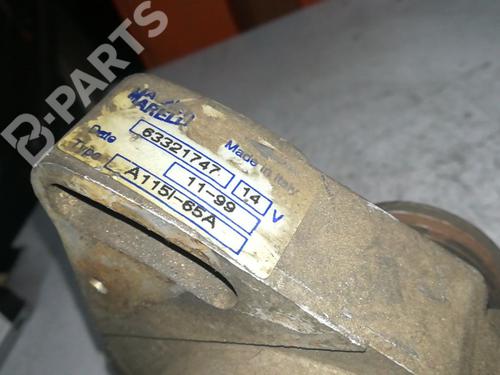 B-PARTS
MARELLI
Made in Italy
63321747 14 V
Date 11-99
Type A115I-65A